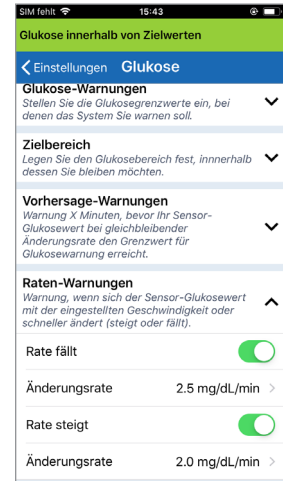 SIM fehlt 15:43
Glukose innerhalb von Zielwerten
Einstellungen Glukose
Glukose-Warnungen
Stellen Sie die Glukosegrenzwerte ein, bei
denen das System Sie warnen soll.
Zielbereich
Legen Sie den Glukosebereich fest, innnerhalb
dessen Sie bleiben möchten.
Vorhersage-Warnungen
Warnung X Minuten, bevor Ihr Sensor-
Glukosewert bei gleichbleibender
Änderungsrate den Grenzwert für
Glukosewarnung erreicht.
Raten-Warnungen
Warnung, wenn sich der Sensor-Glukosewert
mit der eingestellten Geschwindigkeit oder
schneller ändert (steigt oder fällt).
Rate fällt
Änderungsrate 2.5 mg/dL/min
Rate steigt
Änderungsrate 2.0 mg/dL/min